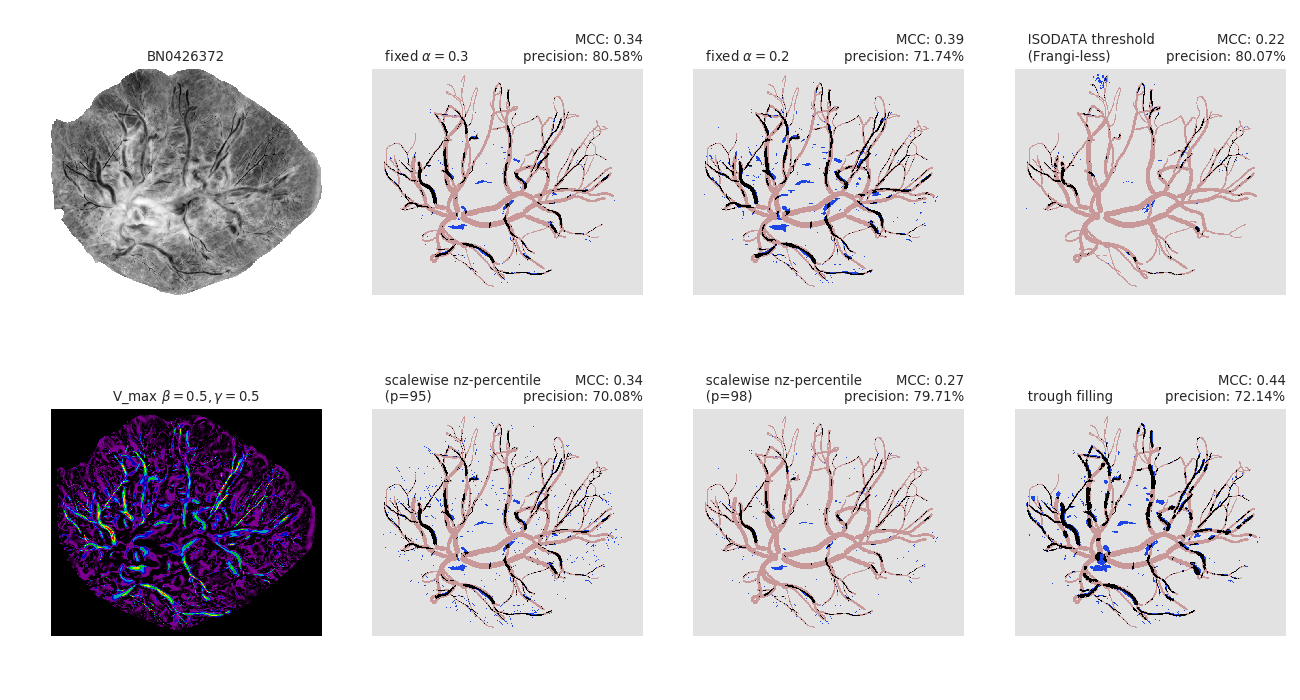 BN0426372
MCC: 0.34
fixed α = 0.3 precision: 80.58%
MCC: 0.39
fixed α = 0.2 precision: 71.74%
ISODATA threshold MCC: 0.22
(Frangi-less) precision: 80.07%
V_max β = 0.5, γ = 0.5
scalewise nz-percentile MCC: 0.34
(p=95) precision: 70.08%
scalewise nz-percentile MCC: 0.27
(p=98) precision: 79.71%
MCC: 0.44
trough filling precision: 72.14%